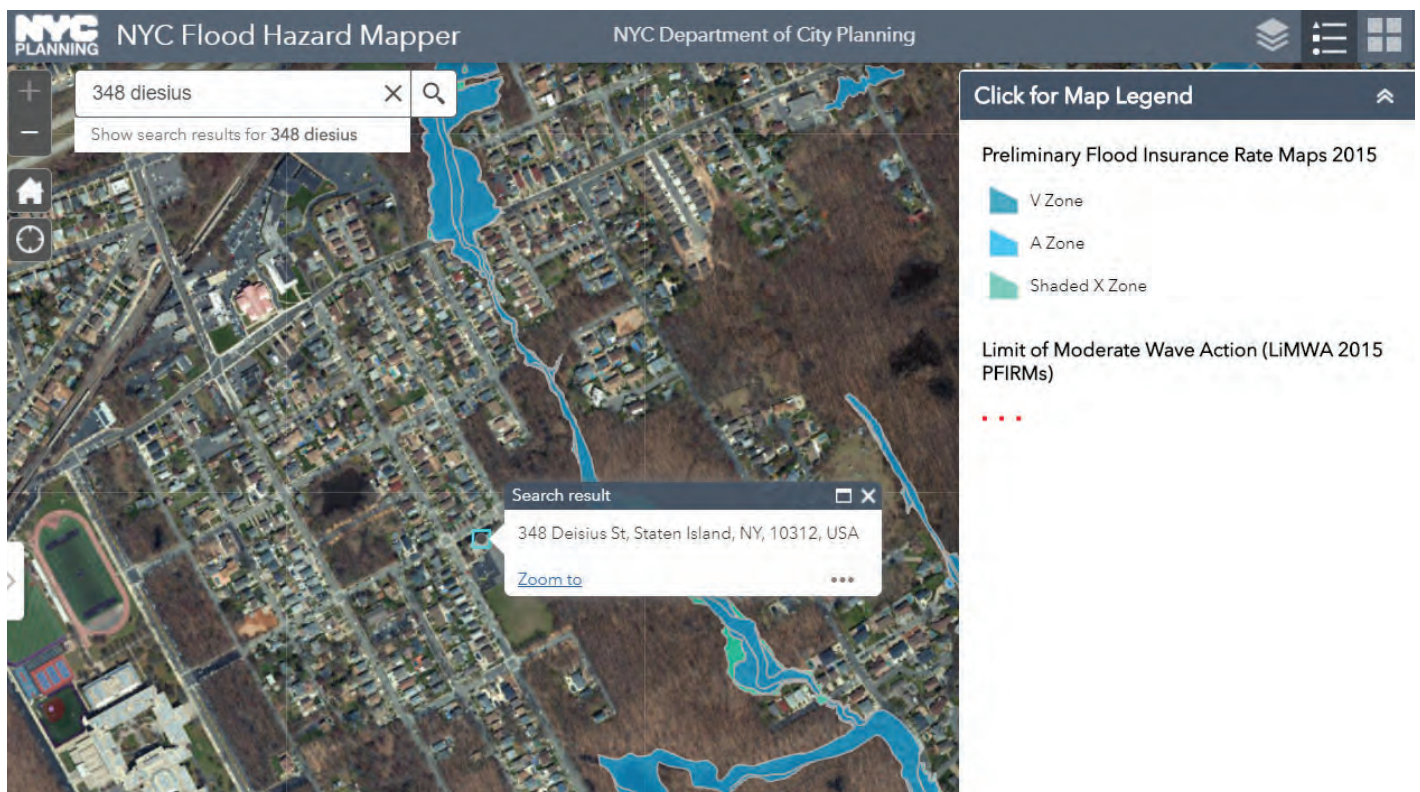 NYC
PLANNING
NYC Flood Hazard Mapper
NYC Department of City Planning
348 diesius
Show search results for 348 diesius
Click for Map Legend
Preliminary Flood Insurance Rate Maps 2015
V Zone
A Zone
Shaded X Zone
Limit of Moderate Wave Action (LiMWA 2015
PFIRMs)
Search result
348 Deisius St, Staten Island, NY, 10312, USA
Zoom to